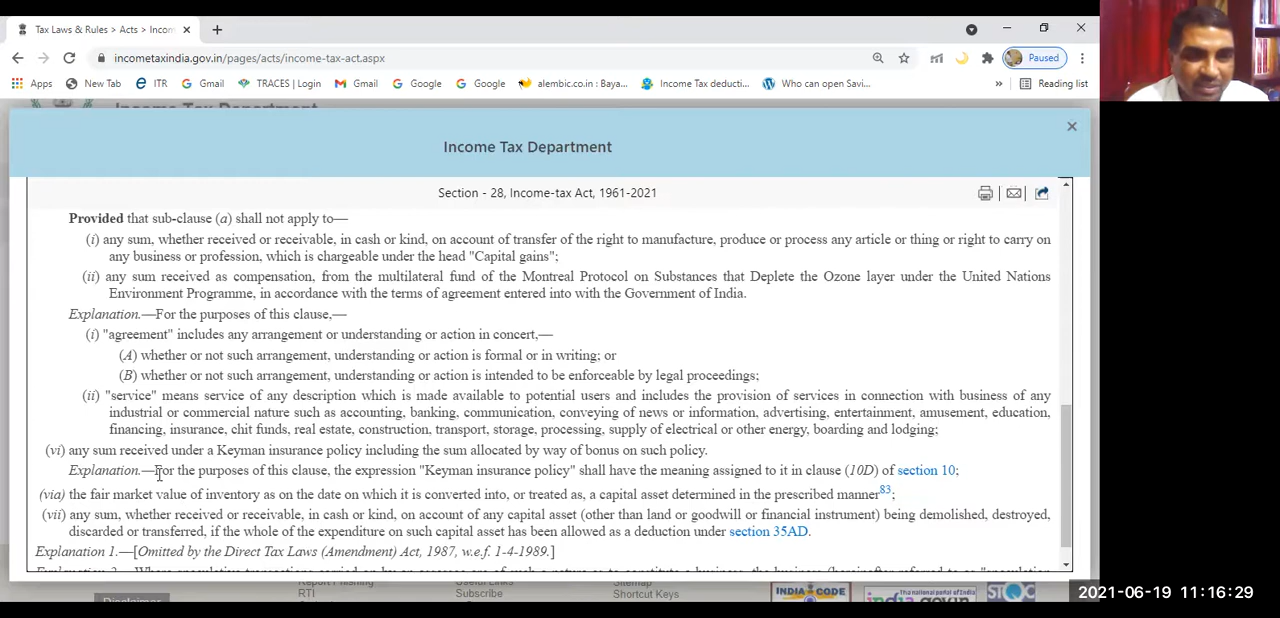 Tax Laws & Rules > Acts > Incom
incometaxindia.gov.in/pages/acts/income-tax-act.aspx
Paused
Apps New Tab ITR Gmail TRACES | Login dimail Google Google alembic.co.in : Baya... Income Tax deducti... Who can open Savi... » Reading list
Income Tax Department
Section - 28, Income-tax Act, 1961-2021
Provided that sub-clause (a) shall not apply to—
(i) any sum, whether received or receivable, in cash or kind, on account of transfer of the right to manufacture, produce or process any article or thing or right to carry on
any business or profession, which is chargeable under the head "Capital gains";
(ii) any sum received as compensation, from the multilateral fund of the Montreal Protocol on Substances that Deplete the Ozone layer under the United Nations
Environment Programme, in accordance with the terms of agreement entered into with the Government of India.
Explanation.—For the purposes of this clause,—
(i) "agreement" includes any arrangement or understanding or action in concert,—
(A) whether or not such arrangement, understanding or action is formal or in writing; or
(B) whether or not such arrangement, understanding or action is intended to be enforceable by legal proceedings;
(ii) "service" means service of any description which is made available to potential users and includes the provision of services in connection with business of any
industrial or commercial nature such as accounting, banking, communication, conveying of news or information, advertising, entertainment, amusement, education,
financing, insurance, chit funds, real estate, construction, transport, storage, processing, supply of electrical or other energy, boarding and lodging;
(vi) any sum received under a Keyman insurance policy including the sum allocated by way of bonus on such policy.
Explanation.—For the purposes of this clause, the expression "Keyman insurance policy" shall have the meaning assigned to it in clause (10D) of section 10;
(via) the fair market value of inventory as on the date on which it is converted into, or treated as, a capital asset determined in the prescribed manner83;
(vii) any sum, whether received or receivable, in cash or kind, on account of any capital asset (other than land or goodwill or financial instrument) being demolished, destroyed,
discarded or transferred, if the whole of the expenditure on such capital asset has been allowed as a deduction under section 35AD.
Explanation 1.—[Omitted by the Direct Tax Laws (Amendment) Act, 1987, w.e.f. 1-4-1989.]
RTI Subscribe Shortcut Keys
Disclaimer
INDIA CODE
2021-06-19 11:16:29